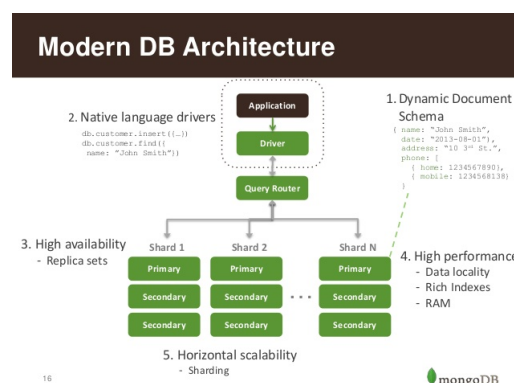 Modern DB Architecture
Application
Driver
Query Router
1. Dynamic Document
Schema
{ name: “John Smith”,
date: “2013-08-01”),
address: “10 3rd St.”,
phone: [
{ home: 1234567890),
{ mobile: 1234568138)
}
2. Native language drivers
db.customer.insert({…})
db.customer.find({
name: “John Smith”})
3. High availability
- Replica sets
Shard 1
Shard 2
Shard N
Primary
Primary
Primary
Secondary
Secondary
• • •
Secondary
Secondary
Secondary
Secondary
4. High performance
- Data locality
- Rich Indexes
- RAM
5. Horizontal scalability
- Sharding
16
mongoDB